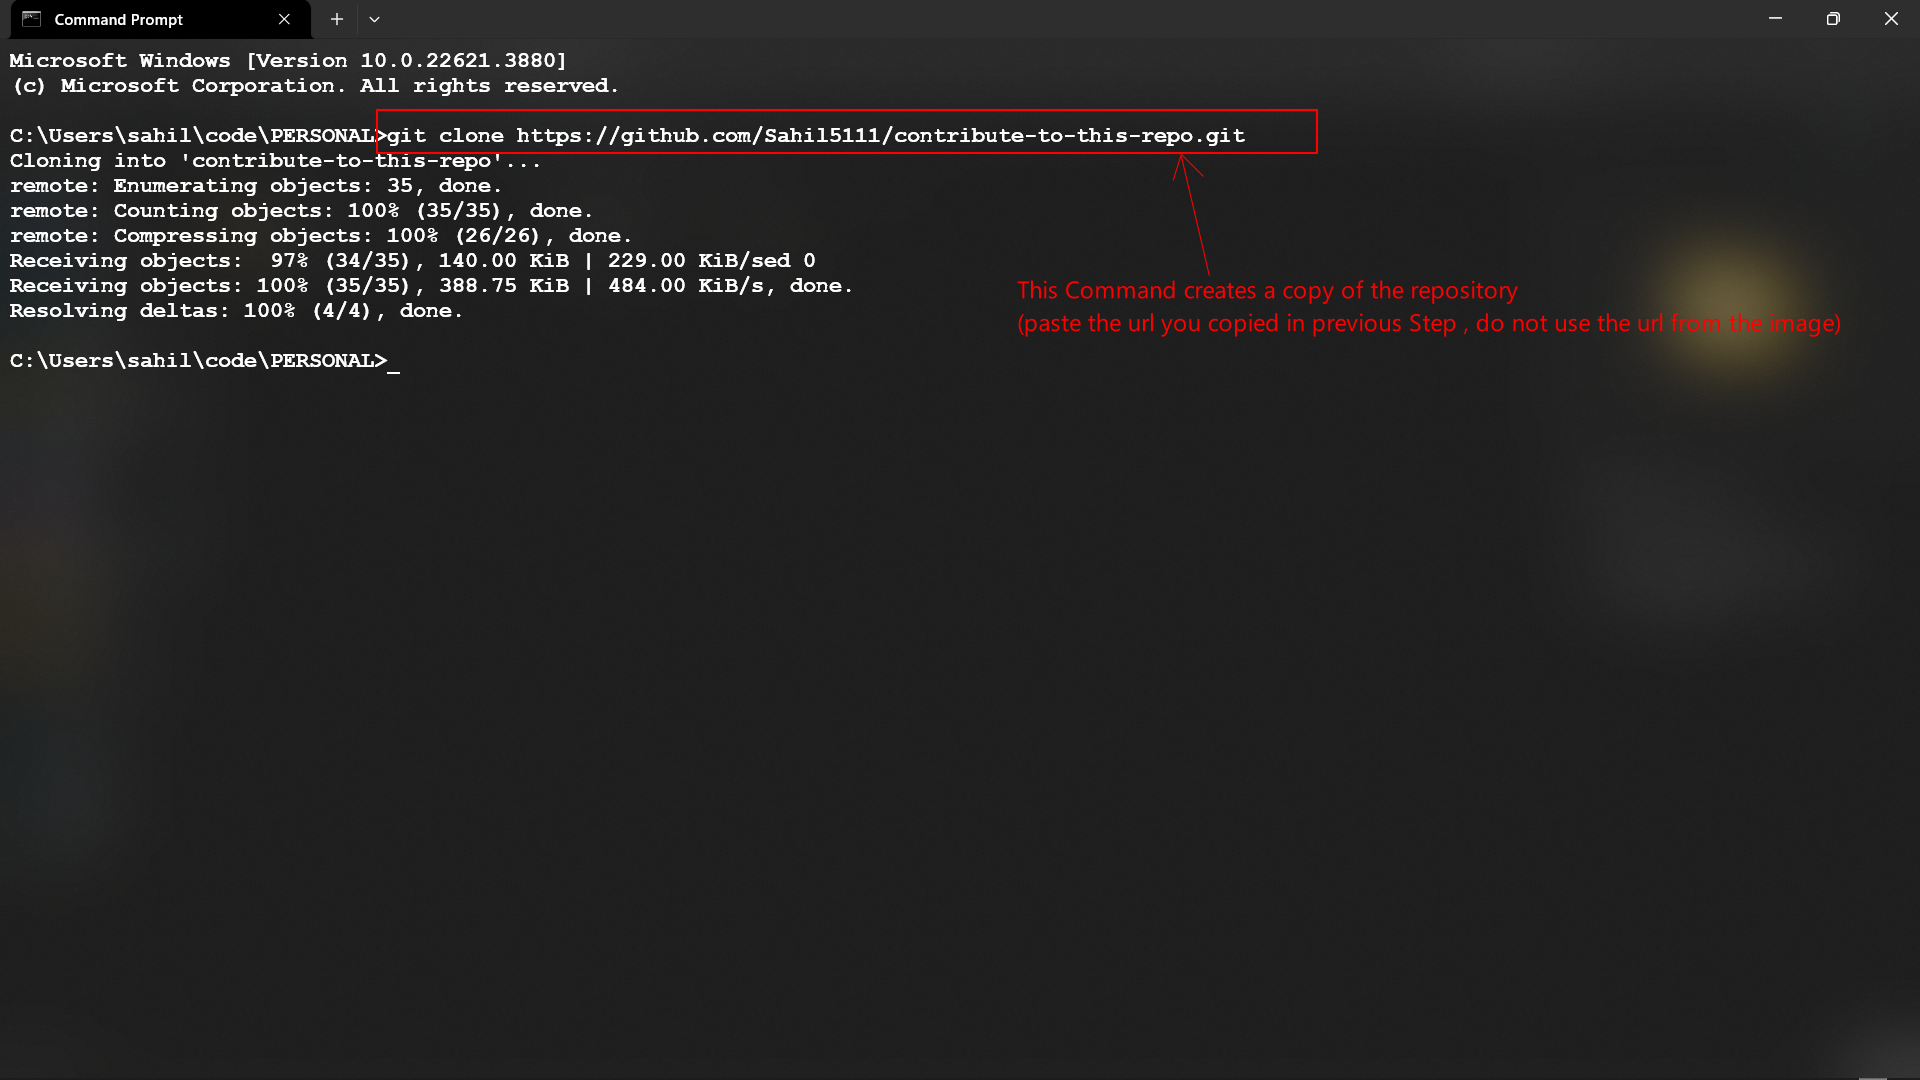 Command Prompt
Microsoft Windows [Version 10.0.22621.3880]
(c) Microsoft Corporation. All rights reserved.
C:\Users\sahil\code\PERSONAL>git clone https://github.com/Sahil5111/contribute-to-this-repo.git
Cloning into 'contribute-to-this-repo'...
remote: Enumerating objects: 35, done.
remote: Counting objects: 100% (35/35), done.
remote: Compressing objects: 100% (26/26), done.
Receiving objects:  97% (34/35), 140.00 KiB | 229.00 KiB/sed 0
Receiving objects: 100% (35/35), 388.75 KiB | 484.00 KiB/s, done.
Resolving deltas: 100% (4/4), done.
C:\Users\sahil\code\PERSONAL>_
This Command creates a copy of the repository
(paste the url you copied in previous Step , do not use the url from the image)